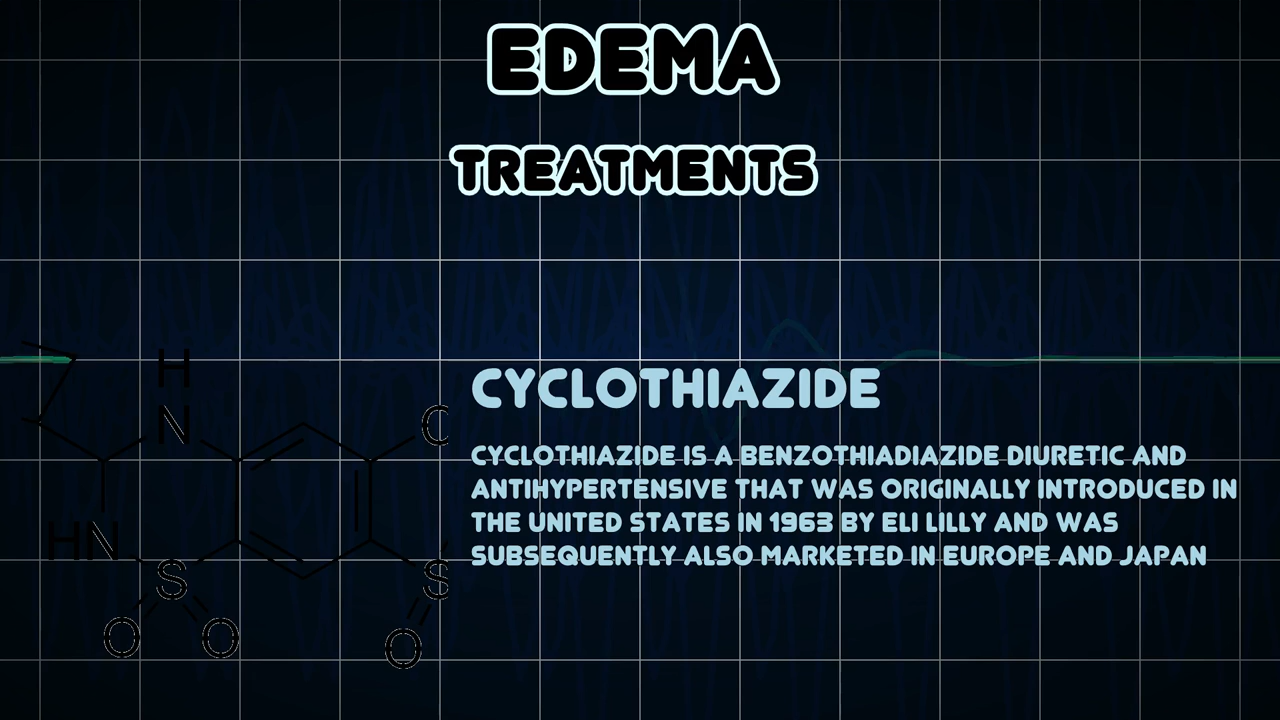 EDEMA
TREATMENTS
CYCLOTHIAZIDE
CYCLOTHIAZIDE IS A BENZOTHIADIAZIDE DIURETIC AND
ANTIHYPERTENSIVE THAT WAS ORIGINALLY INTRODUCED IN
THE UNITED STATES IN 1963 BY ELI LILLY AND WAS
SUBSEQUENTLY ALSO MARKETED IN EUROPE AND JAPAN
H
N
C
HN
S
S
O
O
O